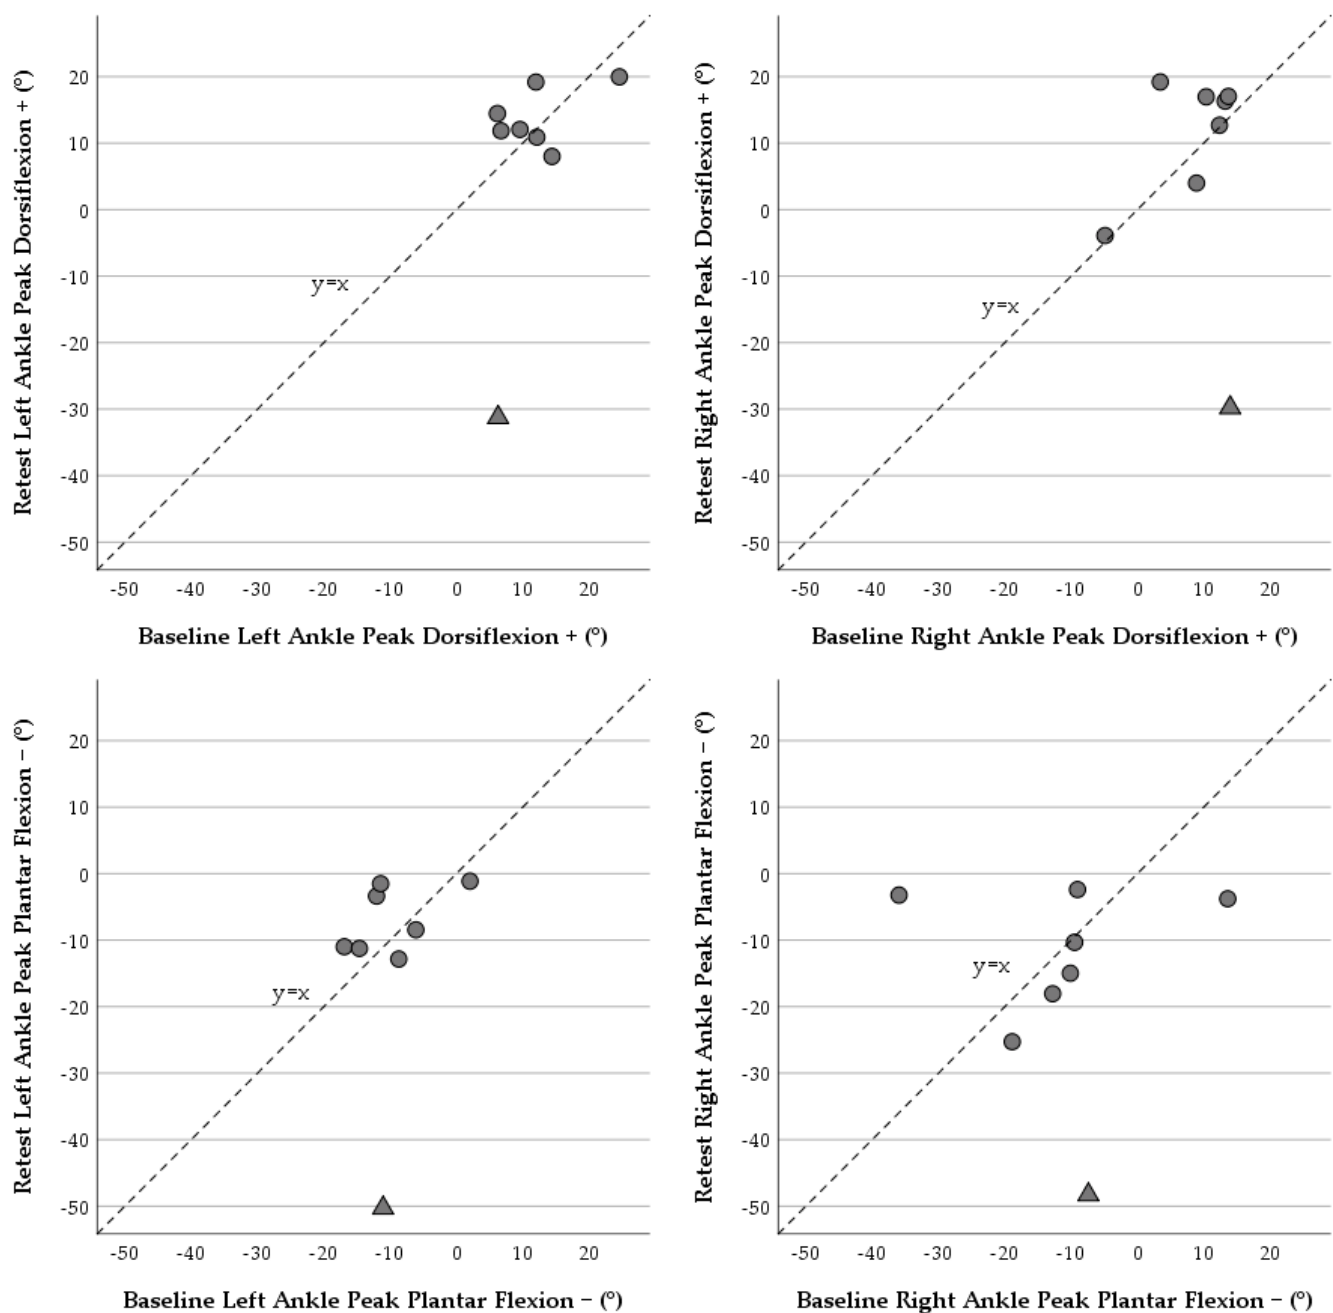 Retest Left Ankle Peak Dorsiflexion + (°)
20
10
0
-10
-20
-30
-40
-50
y=x
-50 -40 -30 -20 -10 0 10 20
Baseline Left Ankle Peak Dorsiflexion + (°)
Retest Right Ankle Peak Dorsiflexion + (°)
20
10
0
-10
-20
-30
-40
-50
y=x
-50 -40 -30 -20 -10 0 10 20
Baseline Right Ankle Peak Dorsiflexion + (°)
Retest Left Ankle Peak Plantar Flexion − (°)
20
10
0
-10
-20
-30
-40
-50
y=x
-50 -40 -30 -20 -10 0 10 20
Baseline Left Ankle Peak Plantar Flexion − (°)
Retest Right Ankle Peak Plantar Flexion − (°)
20
10
0
-10
-20
-30
-40
-50
y=x
-50 -40 -30 -20 -10 0 10 20
Baseline Right Ankle Peak Plantar Flexion − (°)